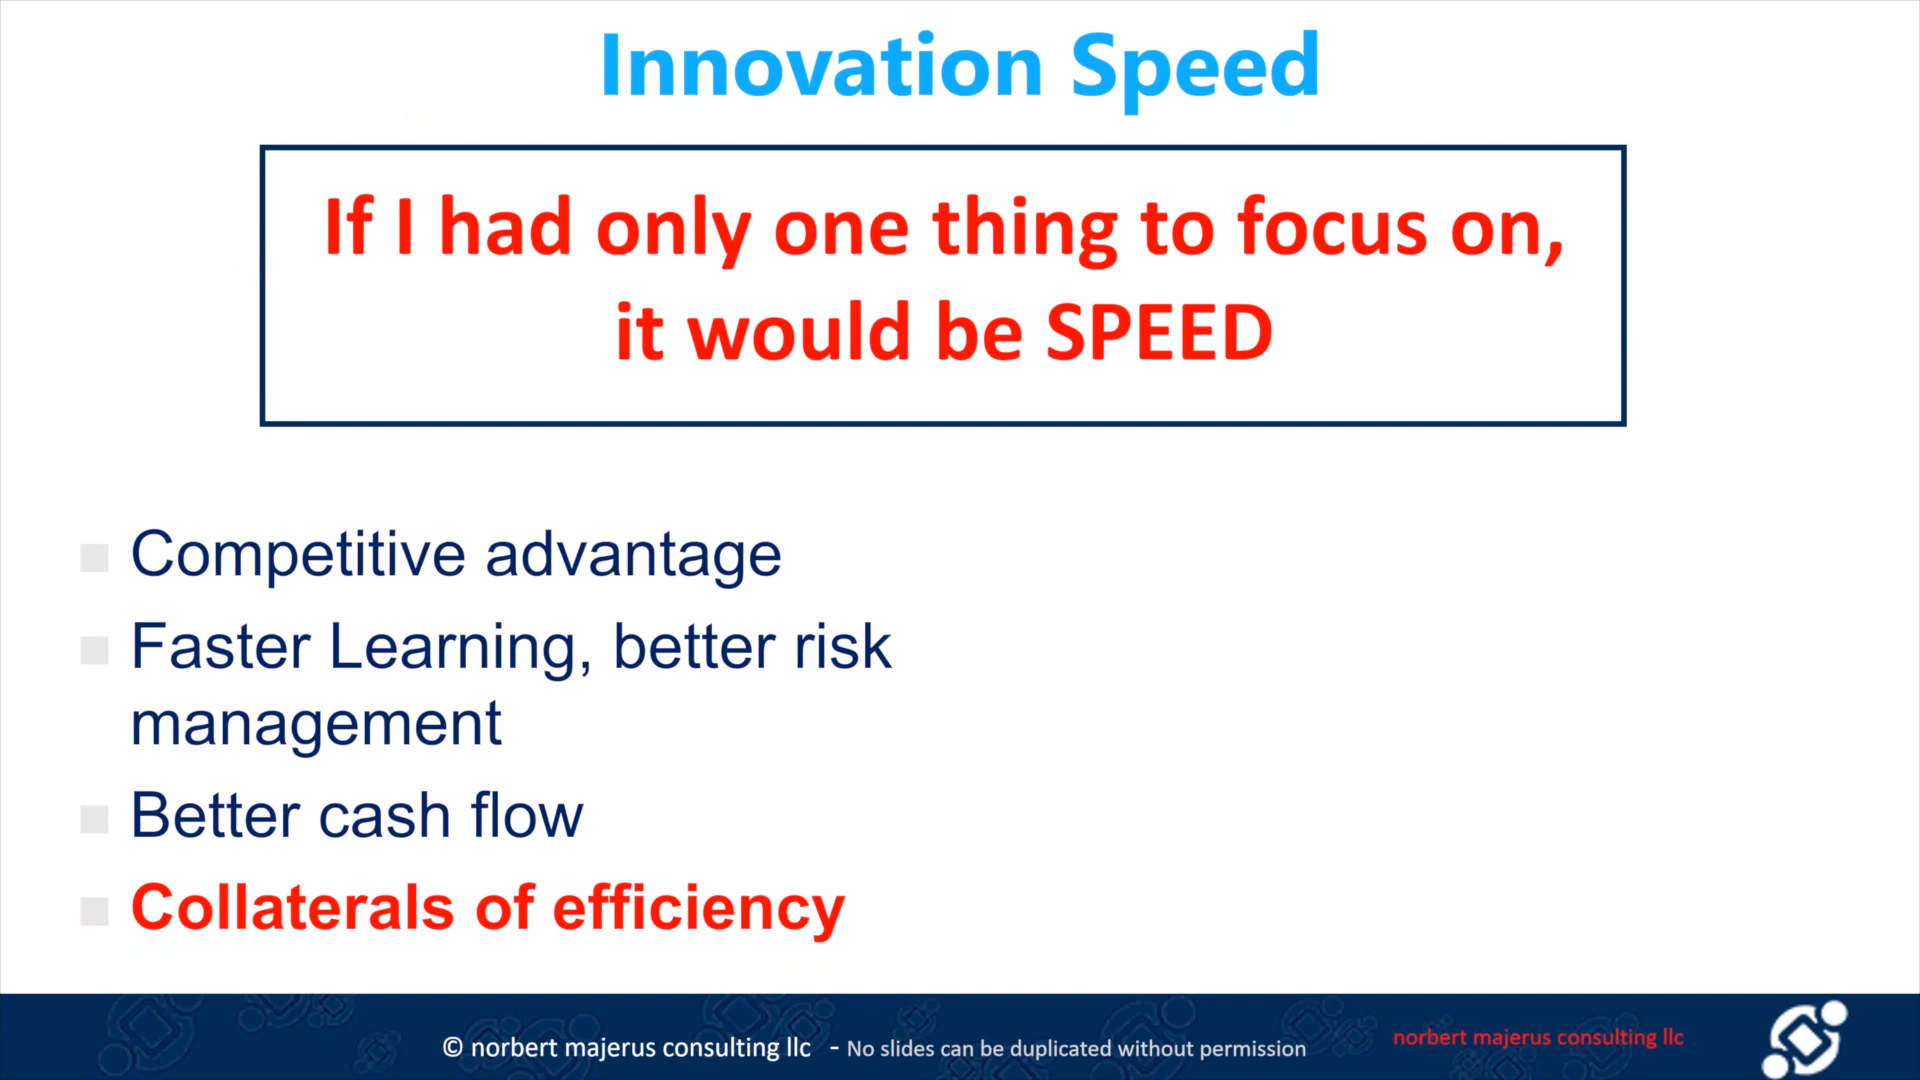 Innovation Speed
If I had only one thing to focus on,
it would be SPEED
Competitive advantage
Faster Learning, better risk
management
Better cash flow
Collaterals of efficiency
© norbert majerus consulting llc - No slides can be duplicated without permission
norbert majerus consulting llc